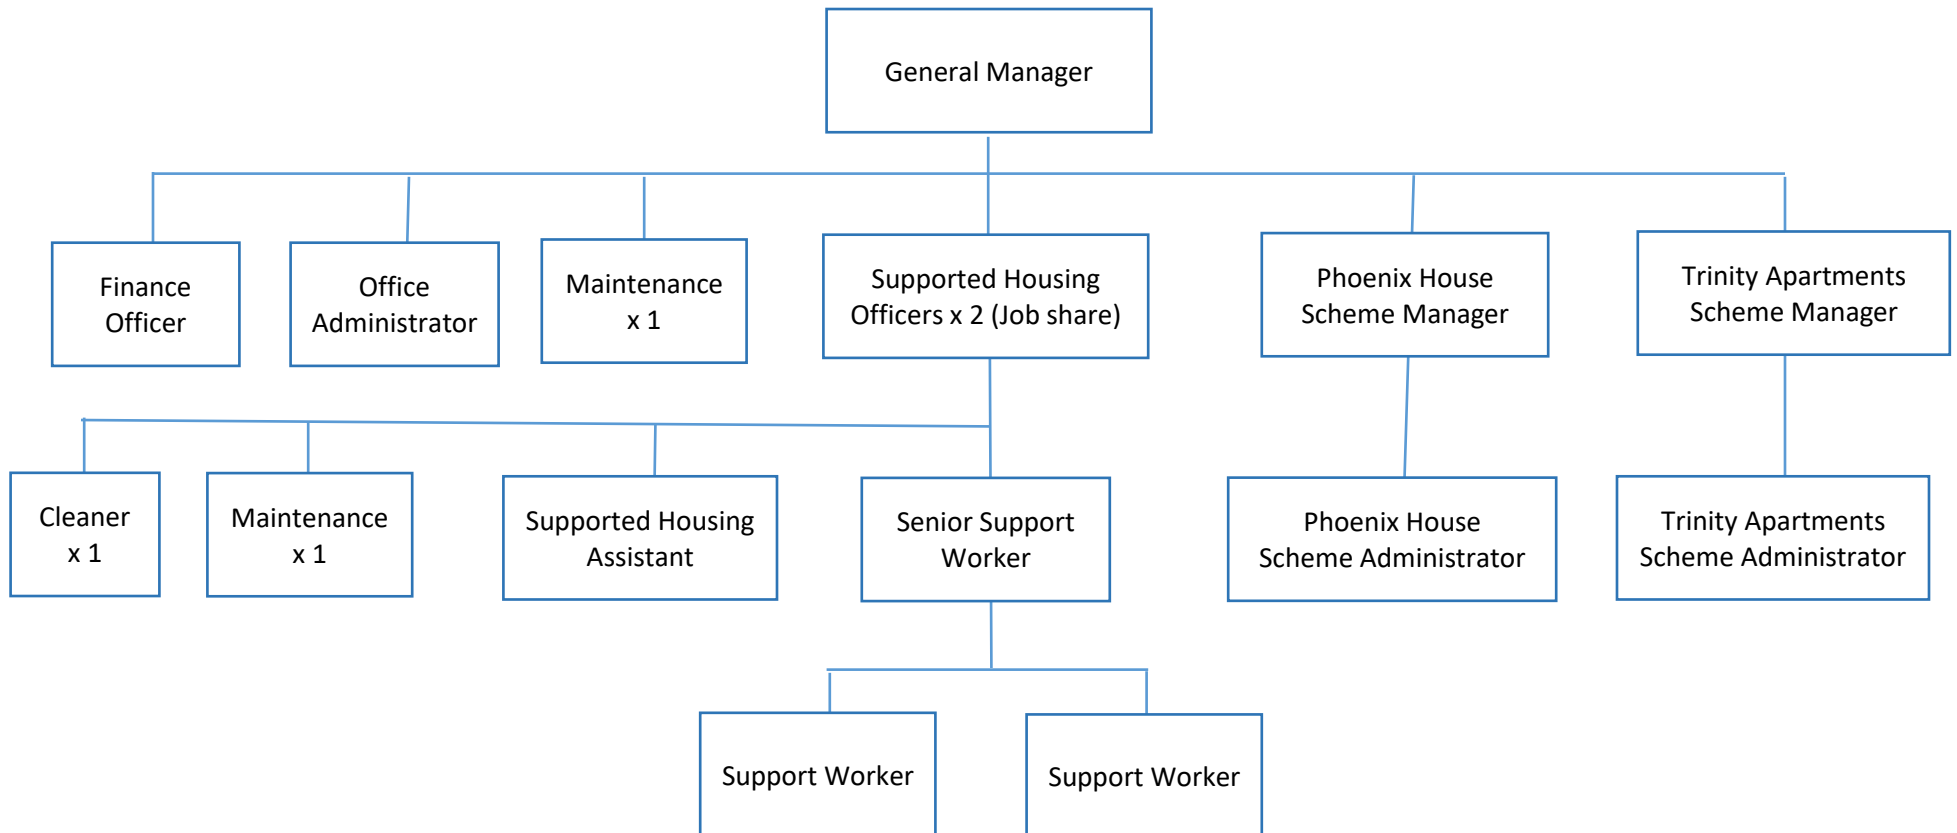 General Manager
Finance
Officer
Office
Administrator
Maintenance
x 1
Supported Housing
Officers x 2 (Job share)
Phoenix House
Scheme Manager
Trinity Apartments
Scheme Manager
Cleaner
x 1
Maintenance
x 1
Supported Housing
Assistant
Senior Support
Worker
Phoenix House
Scheme Administrator
Trinity Apartments
Scheme Administrator
Support Worker
Support Worker